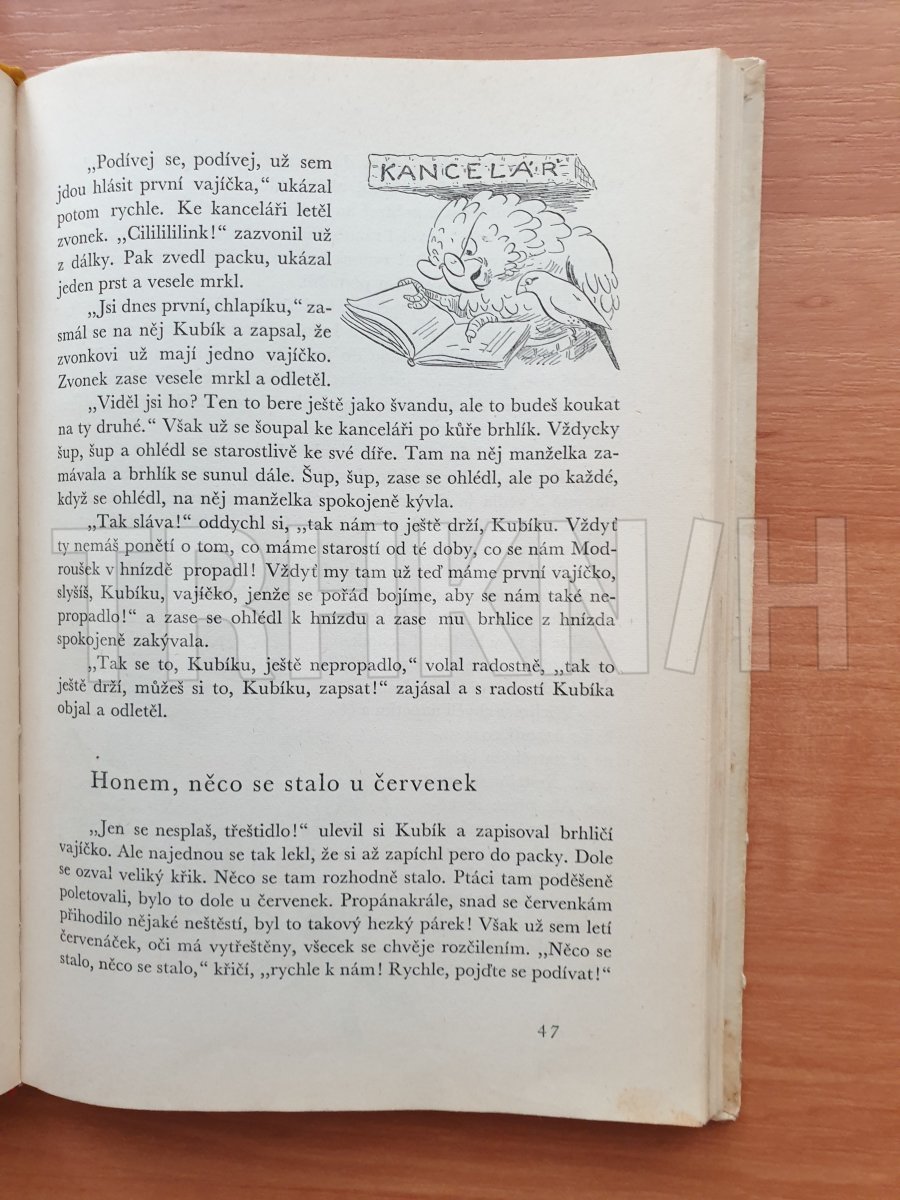 „Podívej se, podívej, už sem
jdou hlásit první vajíčka,“ ukázal
potom rychle. Ke kanceláři letěl
zvonek. „Cilililililink!“ zazvonil už
z dálky. Pak zvedl packu, ukázal
jeden prst a vesele mrkl.
„Jsi dnes první, chlapíku,“ za-
smál se na něj Kubík a zapsal, že
zvonkovi už mají jedno vajíčko.
Zvonek zase vesele mrkl a odletěl.
KANCELÁŘ
„Viděl jsi ho? Ten to bere ještě jako švandu, ale to budeš koukat
na ty druhé.“ Však už se šoupal ke kanceláři po kůře brhlík. Vždycky
šup, šup a ohlédl se starostlivě ke své díře. Tam na něj manželka za-
mávala a brhlík se sunul dále. Šup, šup, zase se ohlédl, ale po každé,
když se ohlédl, na něj manželka spokojeně kývla.
„Tak sláva!“ oddychl si, „tak nám to ještě drží, Kubíku. Vždyť
ty nemáš ponětí o tom, co máme starostí od té doby, co se nám Mod-
roušek v hnízdě propadl! Vždyť my tam už teď máme první vajíčko,
slyšíš, Kubíku, vajíčko, jenže se pořád bojíme, aby se nám také ne-
propadlo!“ a zase se ohlédl k hnízdu a zase mu brhlice z hnízda
spokojeně zakývala.
„Tak se to, Kubíku, ještě nepropadlo,“ volal radostně, „tak to
ještě drží, můžeš si to, Kubíku, zapsat!“ zajásal a s radostí Kubíka
objal a odletěl.
Honem, něco se stalo u červenek
„Jen se nesplaš, třeštidlo!“ ulevil si Kubík a zapisoval brhličí
vajíčko. Ale najednou se tak lekl, že si až zapíchl pero do packy. Dole
se ozval veliký křik. Něco se tam rozhodně stalo. Ptáci tam poděšeně
poletovali, bylo to dole u červenek. Propánakrále, snad se červenkám
přihodilo nějaké neštěstí, byl to takový hezký párek! Však už sem letí
červenáček, oči má vytřeštěny, všecek se chvěje rozčilením. „Něco se
stalo, něco se stalo,“ křičí, „rychle k nám! Rychle, pojďte se podívat!“
47
TRHKNIH